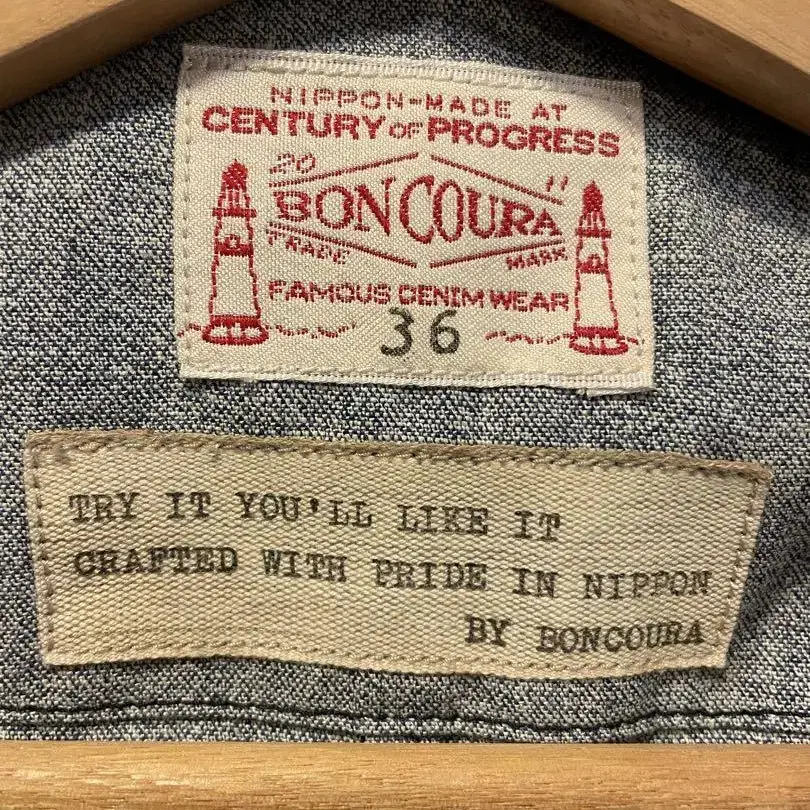 NIPPON-MADE AT
CENTURY OF PROGRESS
20 11
BONCOURA
TRADE MARK
FAMOUS DENIM WEAR
36
TRY IT YOU'LL LIKE IT
CRAFTED WITH PRIDE IN NIPPON
BY BONCOURA